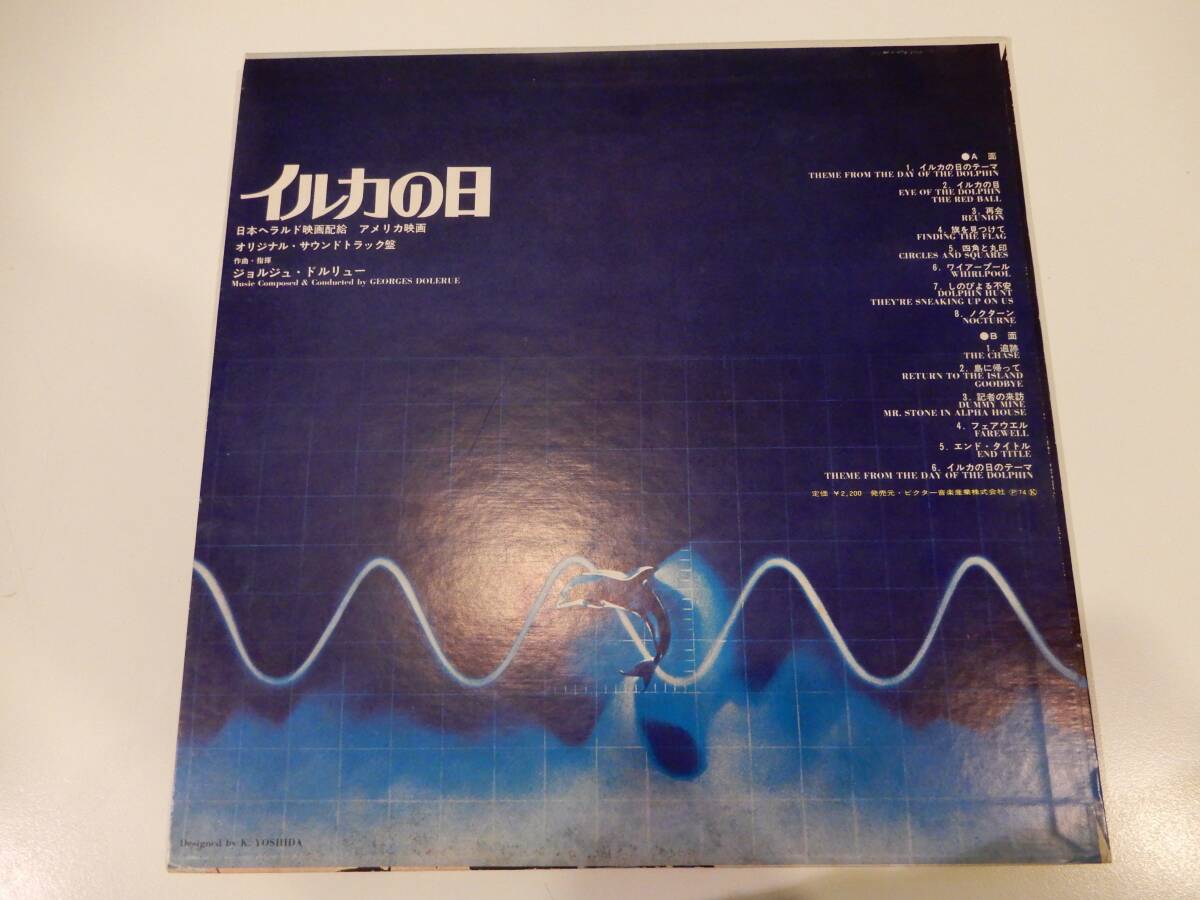 イルカの日
日本ヘラルド映画配給 アメリカ映画
オリジナル・サウンドトラック盤
作曲・指揮
ジョルジュ・ドルリュー
Music Composed & Conducted by GEORGES DOLERUE
●A 面
1. イルカの日のテーマ
THEME FROM THE DAY OF THE DOLPHIN
2. イルカの目
EYE OF THE DOLPHIN
THE RED BALL
3. 再会
REUNION
4. 旗を見つけて
FINDING THE FLAG
5. 四角と丸印
CIRCLES AND SQUARES
6. ワイアープール
WHIRLPOOL
7. しのびよる不安
DOLPHIN HUNT
THEY'RE SNEAKING UP ON US
8. ノクターン
NOCTURNE
●B 面
1. 追跡
THE CHASE
2. 島に帰って
RETURN TO THE ISLAND
GOODBYE
3. 記者の来訪
DUMMY MINE
MR. STONE IN ALPHA HOUSE
4. フェアウエル
FAREWELL
5. エンド・タイトル
END TITLE
6. イルカの日のテーマ
THEME FROM THE DAY OF THE DOLPHIN
定価 ¥2,200 発売元・ビクター音楽産業株式会社 Ⓟ74Ⓚ
Designed by K. YOSHIDA